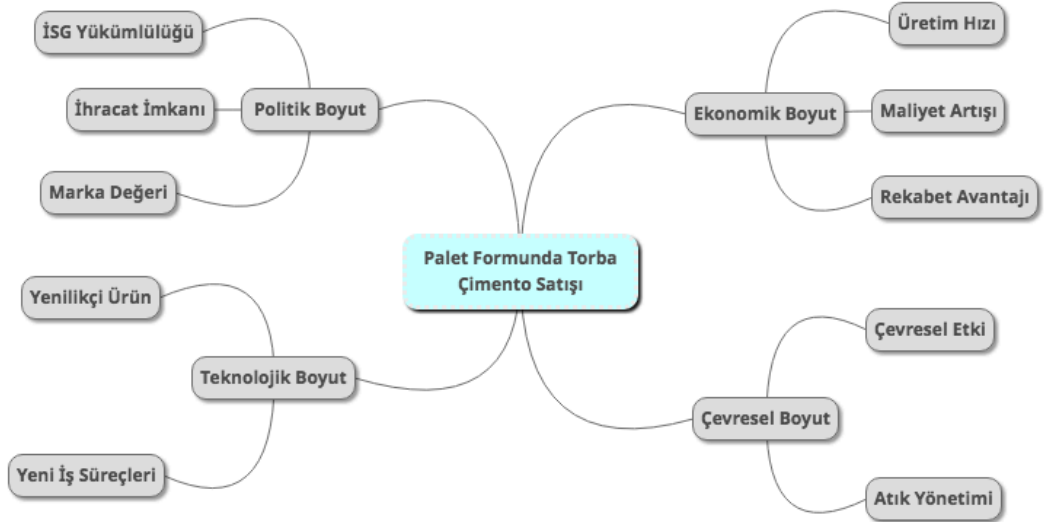 İSG Yükümlülüğü
İhracat İmkanı
Politik Boyut
Marka Değeri
Üretim Hızı
Ekonomik Boyut
Maliyet Artışı
Rekabet Avantajı
Palet Formunda Torba
Çimento Satışı
Yenilikçi Ürün
Teknolojik Boyut
Yeni İş Süreçleri
Çevresel Etki
Çevresel Boyut
Atık Yönetimi